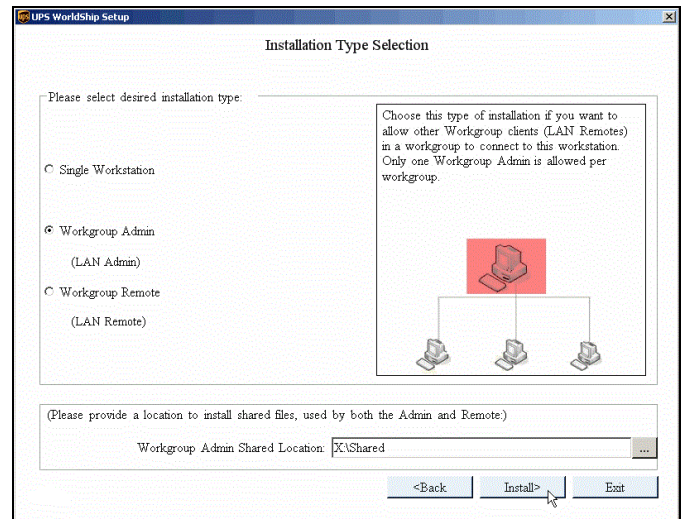 UPS WorldShip Setup
Installation Type Selection
Please select desired installation type:
Choose this type of installation if you want to
allow other Workgroup clients (LAN Remotes)
in a workgroup to connect to this workstation.
Only one Workgroup Admin is allowed per
workgroup.
Single Workstation
Workgroup Admin
(LAN Admin)
Workgroup Remote
(LAN Remote)
(Please provide a location to install shared files, used by both the Admin and Remote:)
Workgroup Admin Shared Location: X:\Shared ...
<Back Install> Exit